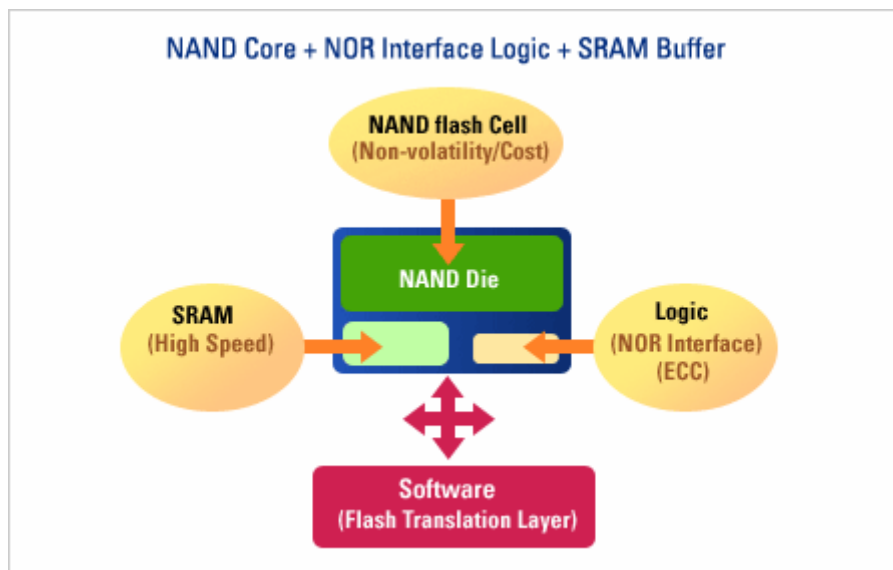 NAND Core + NOR Interface Logic + SRAM Buffer
NAND flash Cell
(Non-volatility/Cost)
NAND Die
SRAM
(High Speed)
Logic
(NOR Interface)
(ECC)
Software
(Flash Translation Layer)